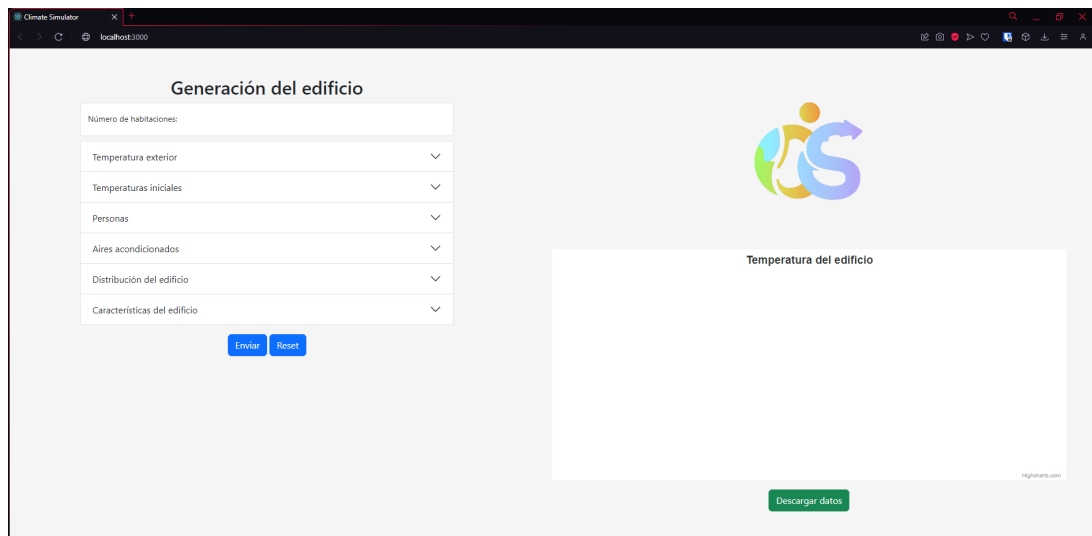 Climate Simulator
localhost:3000
Generación del edificio
Número de habitaciones:
Temperatura exterior
Temperaturas iniciales
Personas
Aires acondicionados
Distribución del edificio
Características del edificio
Enviar
Reset
Temperatura del edificio
Highcharts.com
Descargar datos